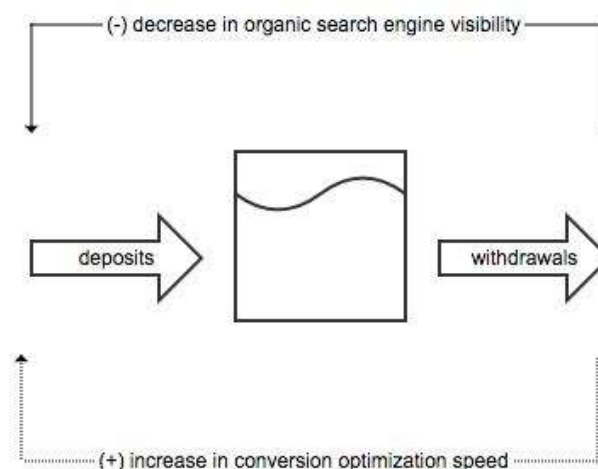 (-) decrease in organic search engine visibility
deposits
withdrawals
(+) increase in conversion optimization speed